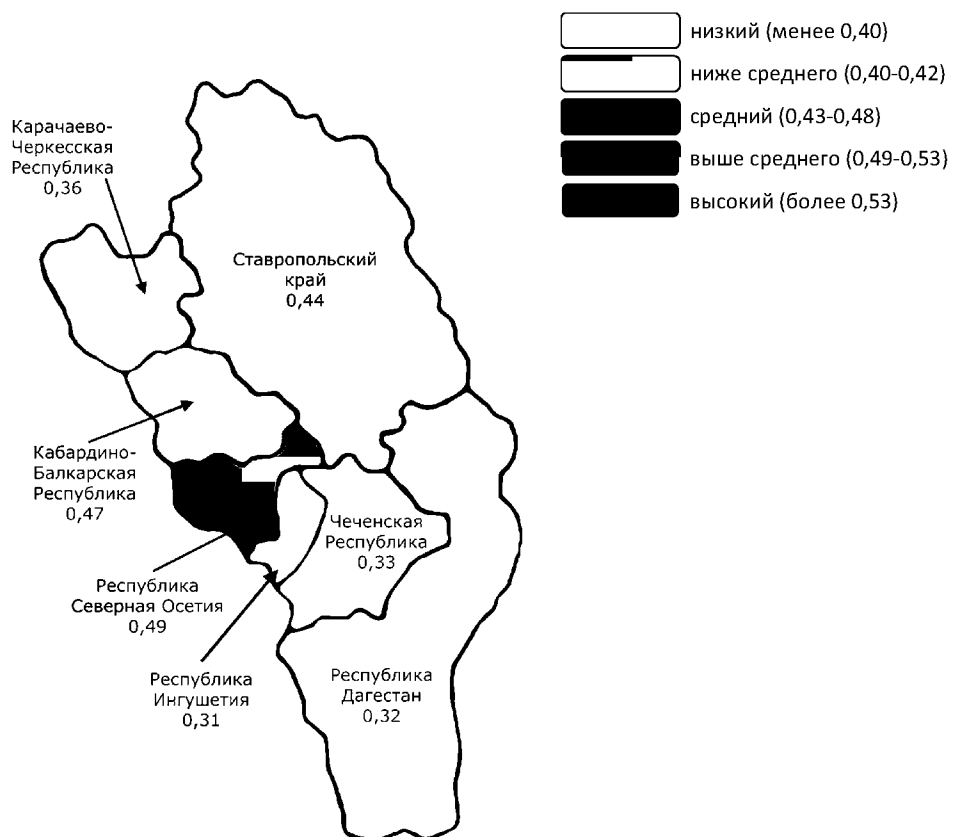 низкий (менее 0,40)
ниже среднего (0,40-0,42)
средний (0,43-0,48)
выше среднего (0,49-0,53)
высокий (более 0,53)
Карачаево-
Черкесская
Республика
0,36
Ставропольский
край
0,44
Кабардино-
Балкарская
Республика
0,47
Чеченская
Республика
0,33
Республика
Северная Осетия
0,49
Республика
Ингушетия
0,31
Республика
Дагестан
0,32